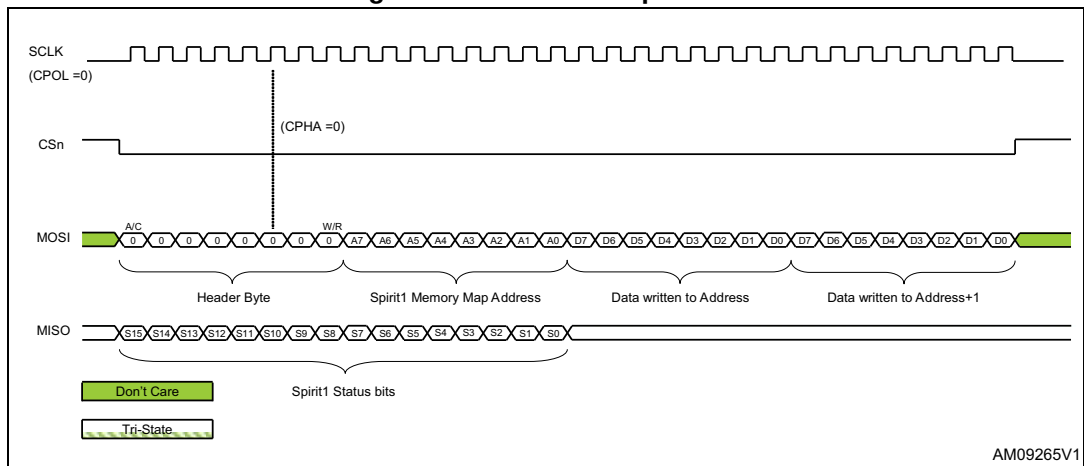 SCLK
(CPOL =0)
(CPHA =0)
CSn
A/C W/R
MOSI 0 0 0 0 0 0 0 0 A7 A6 A5 A4 A3 A2 A1 A0 D7 D6 D5 D4 D3 D2 D1 D0 D7 D6 D5 D4 D3 D2 D1 D0
Header Byte Spirit1 Memory Map Address Data written to Address Data written to Address+1
MISO S15 S14 S13 S12 S11 S10 S9 S8 S7 S6 S5 S4 S3 S2 S1 S0
Don't Care Spirit1 Status bits
Tri-State
AM09265V1